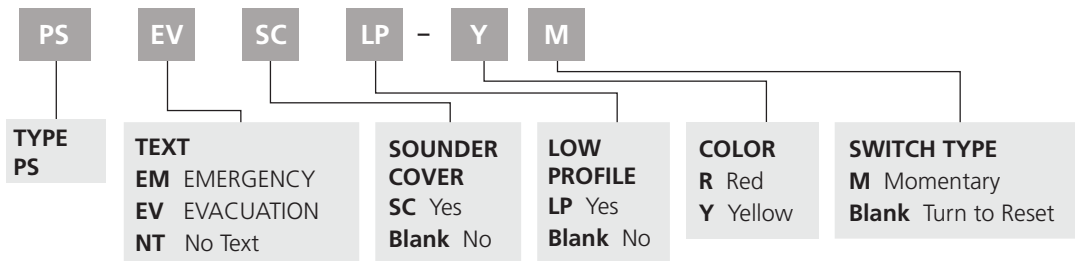 PS EV SC LP – Y M
TYPE
PS
TEXT
EM EMERGENCY
EV EVACUATION
NT No Text
SOUNDER
COVER
SC Yes
Blank No
LOW
PROFILE
LP Yes
Blank No
COLOR
R Red
Y Yellow
SWITCH TYPE
M Momentary
Blank Turn to Reset